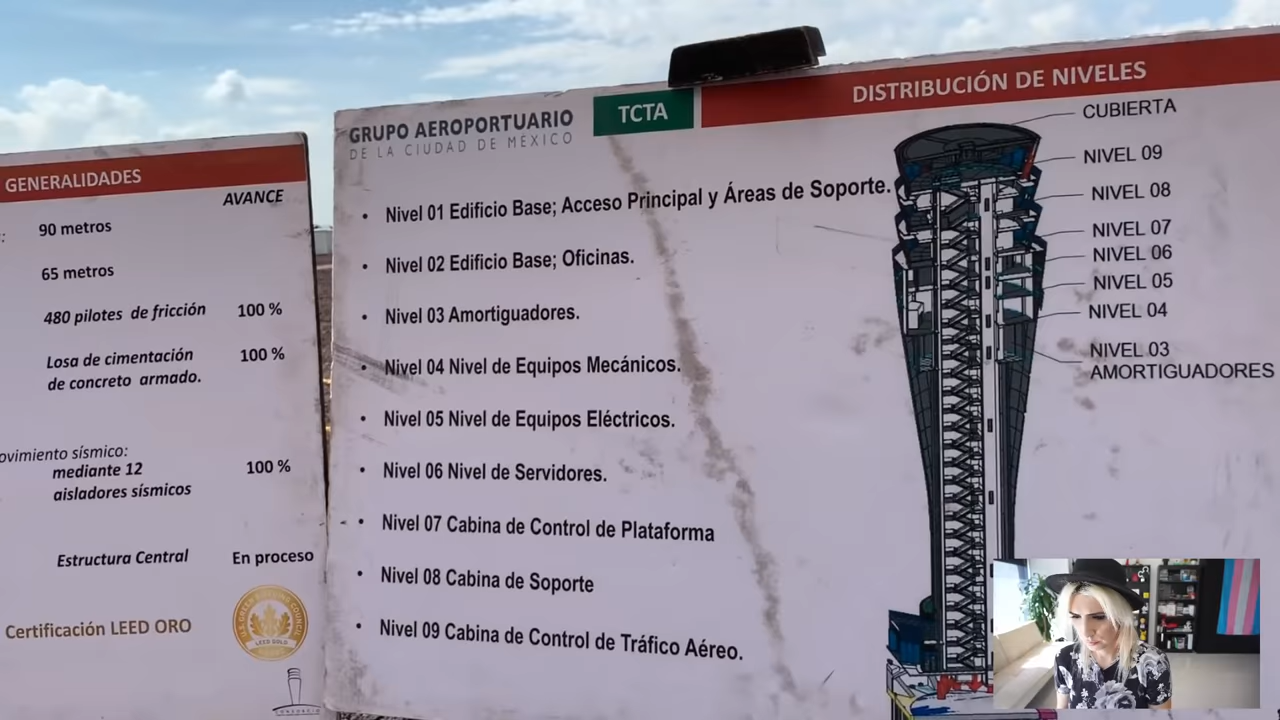 GENERALIDADES
AVANCE
90 metros
65 metros
480 pilotes de fricción 100 %
Losa de cimentación 100 %
de concreto armado.
ovimiento sísmico:
mediante 12 100 %
aisladores sísmicos
Estructura Central En proceso
Certificación LEED ORO
U.S. GREEN BUILDING COUNCIL
LEED GOLD
CONSORCIO
GRUPO AEROPORTUARIO
DE LA CIUDAD DE MÉXICO
TCTA
DISTRIBUCIÓN DE NIVELES
• Nivel 01 Edificio Base; Acceso Principal y Áreas de Soporte.
• Nivel 02 Edificio Base; Oficinas.
• Nivel 03 Amortiguadores.
• Nivel 04 Nivel de Equipos Mecánicos.
• Nivel 05 Nivel de Equipos Eléctricos.
• Nivel 06 Nivel de Servidores.
• Nivel 07 Cabina de Control de Plataforma
• Nivel 08 Cabina de Soporte
• Nivel 09 Cabina de Control de Tráfico Aéreo.
CUBIERTA
NIVEL 09
NIVEL 08
NIVEL 07
NIVEL 06
NIVEL 05
NIVEL 04
NIVEL 03
AMORTIGUADORES